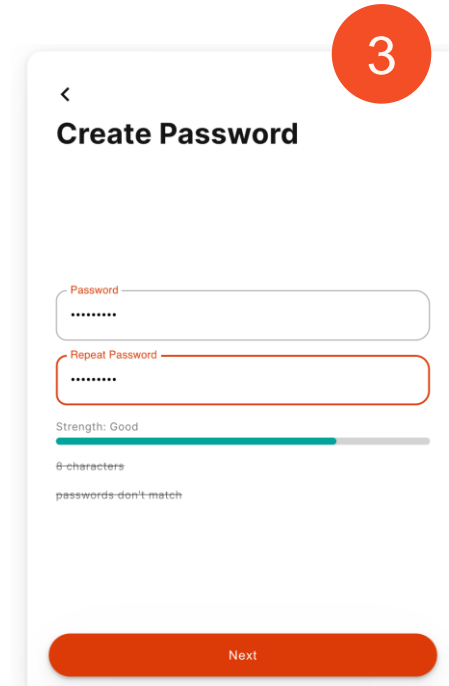 3
Create Password
Password
•••••••••
Repeat Password
•••••••••
Strength: Good
8 characters
passwords don't match
Next